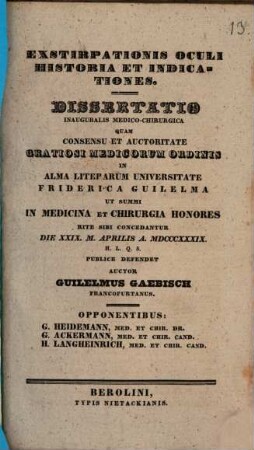 13
EXSTIRPATIONIS OCULI
HISTORIA ET INDICA-
TIONES.
DISSERTATIO
INAUGURALIS MEDICO-CHIRURGICA
QUAM
CONSENSU ET AUCTORITATE
GRATIOSI MEDICORUM ORDINIS
IN
ALMA LITERARUM UNIVERSITATE
FRIDERICA GUILELMA
UT SUMMI
IN MEDICINA ET CHIRURGIA HONORES
RITE SIBI CONCEDANTUR
DIE XXIX. M. APRILIS A. MDCCCXXXIX.
H. L. Q. S.
PUBLICE DEFENDET
AUCTOR
GUILELMUS GAEBISCH
FRANCOFURTANUS.
OPPONENTIBUS:
G. HEIDEMANN, MED. ET CHIR. DR.
G. ACKERMANN, MED. ET CHIR. CAND.
H. LANGHEINRICH, MED. ET CHIR. CAND.
BEROLINI,
TYPIS NIETACKIANIS.